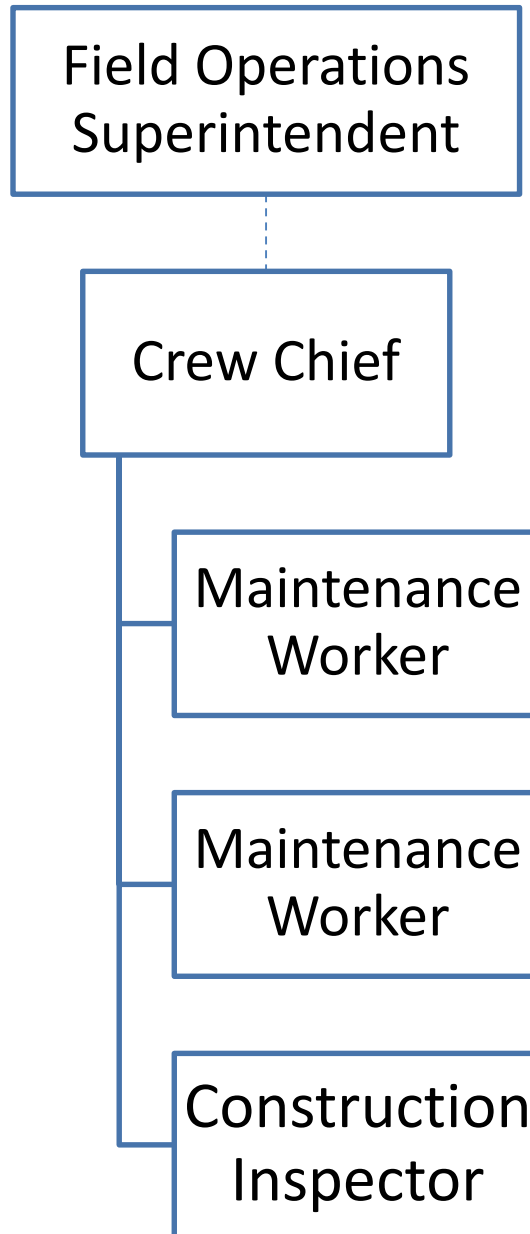 Field Operations
Superintendent
Crew Chief
Maintenance
Worker
Maintenance
Worker
Construction
Inspector